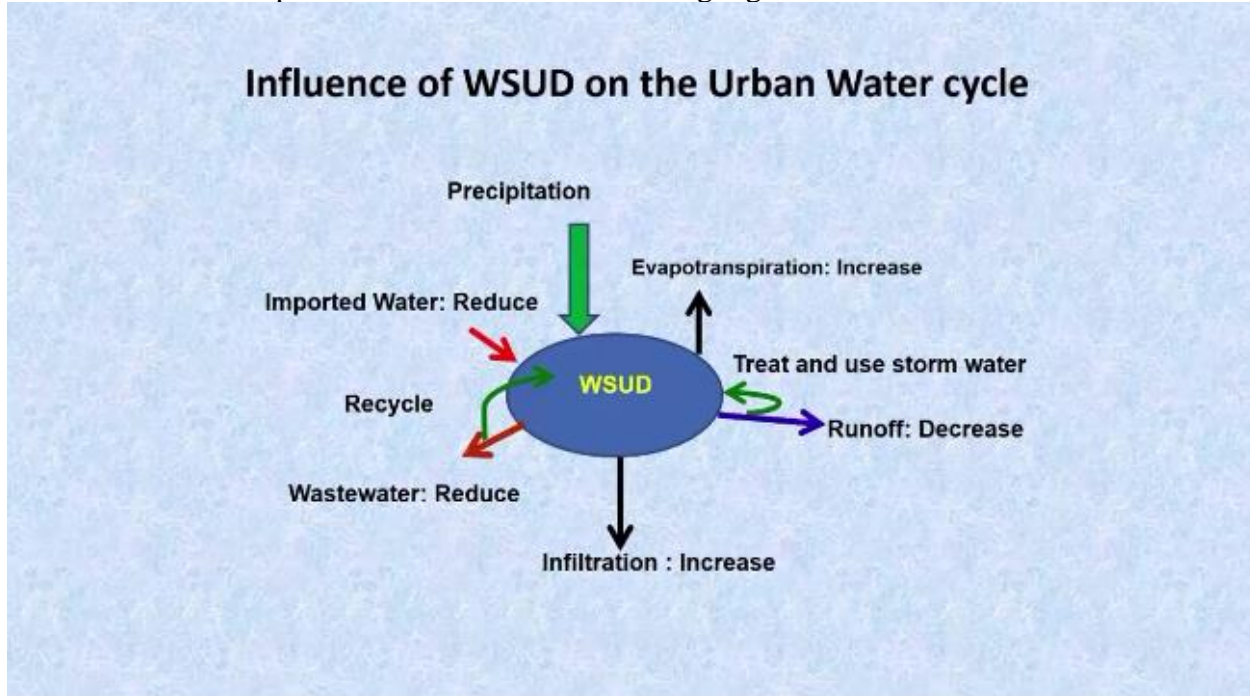 Influence of WSUD on the Urban Water cycle
Precipitation
Evapotranspiration: Increase
Imported Water: Reduce
Treat and use storm water
WSUD
Recycle
Runoff: Decrease
Wastewater: Reduce
Infiltration : Increase